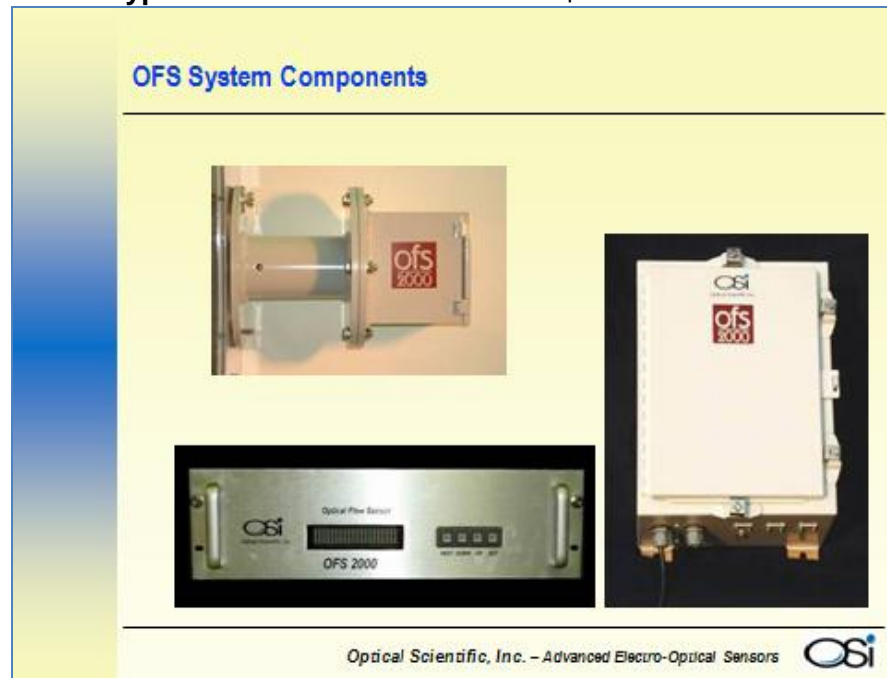 OFS System Components
ofs
2000
OSi
ofs
2000
Optical Flow Sensor
OSi
OFS 2000
Optical Scientific, Inc. – Advanced Electro-Optical Sensors
OSi